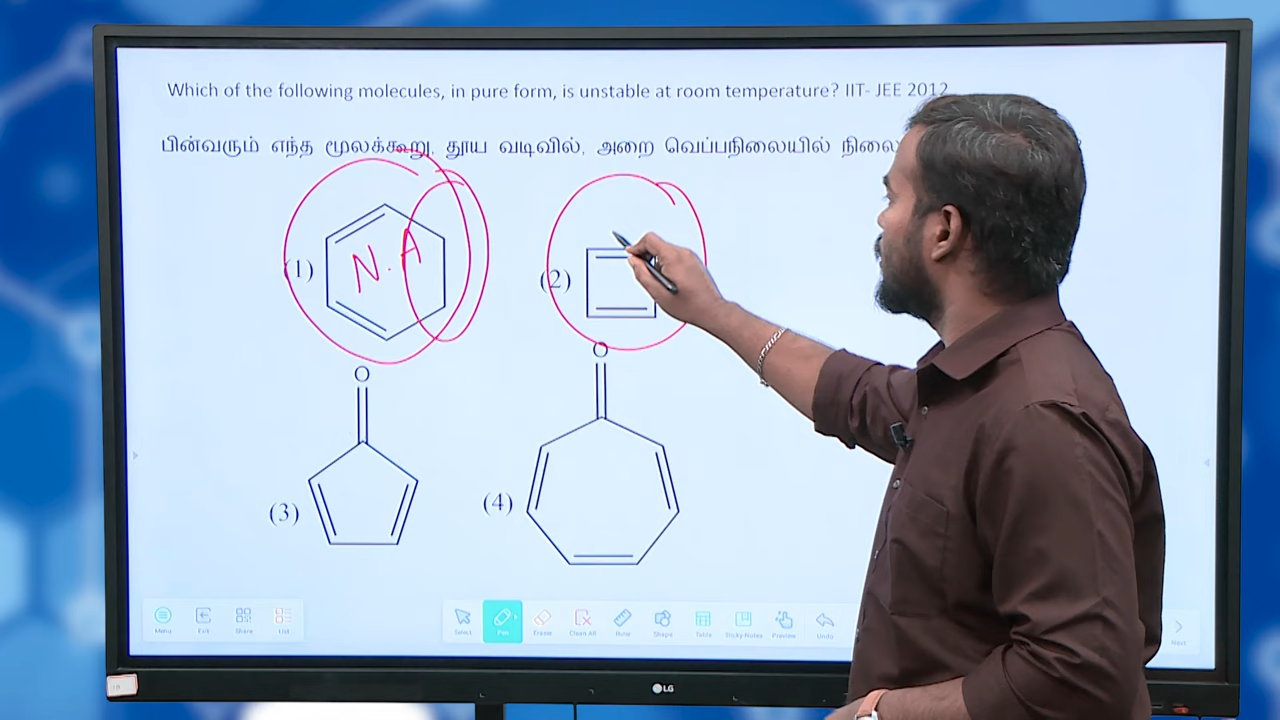 Which of the following molecules, in pure form, is unstable at room temperature? IIT- JEE 2012
பின்வரும் எந்த மூலக்கூறு, தூய வடிவில், அறை வெப்பநிலையில்
(1) N.A (2)
O O
(3) (4)
Menu Exit Share List Select Pen Eraser Clean All Ruler Shape Table Sticky Notes Preview Undo Next
LG